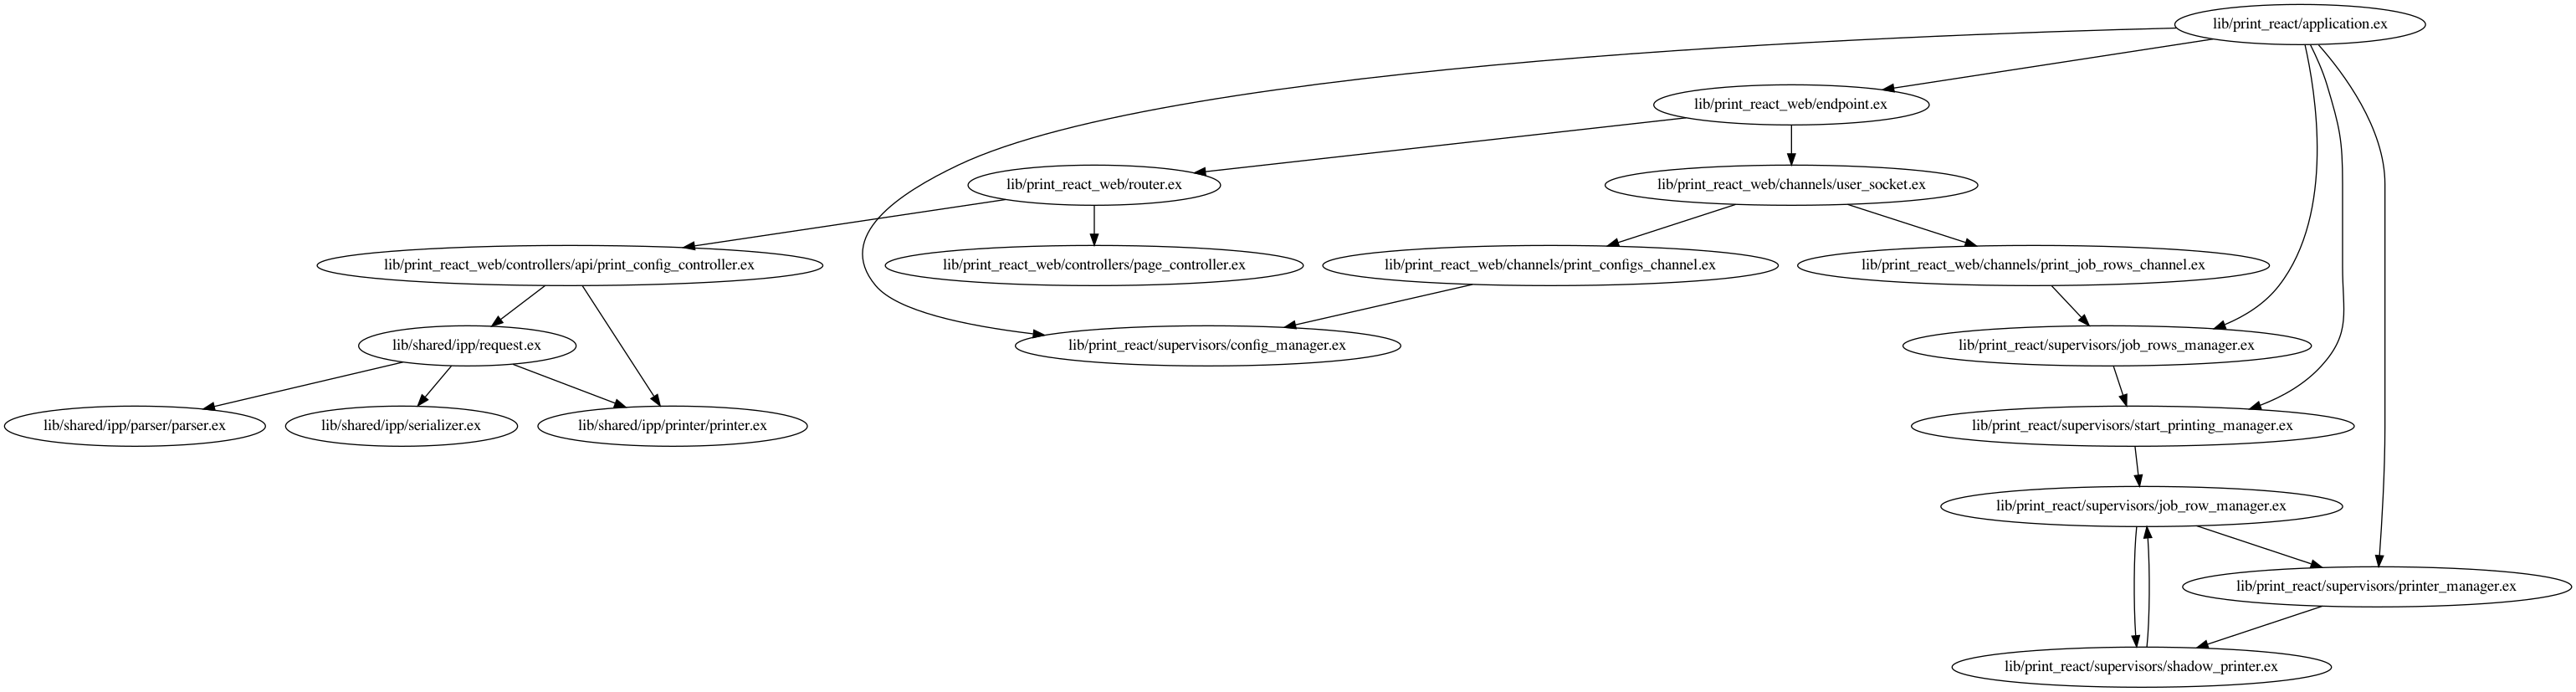 lib/print_react/application.ex
lib/print_react_web/endpoint.ex
lib/print_react_web/router.ex
lib/print_react_web/channels/user_socket.ex
lib/print_react_web/controllers/api/print_config_controller.ex
lib/print_react_web/controllers/page_controller.ex
lib/print_react_web/channels/print_configs_channel.ex
lib/print_react_web/channels/print_job_rows_channel.ex
lib/shared/ipp/request.ex
lib/print_react/supervisors/config_manager.ex
lib/print_react/supervisors/job_rows_manager.ex
lib/shared/ipp/parser/parser.ex
lib/shared/ipp/serializer.ex
lib/shared/ipp/printer/printer.ex
lib/print_react/supervisors/start_printing_manager.ex
lib/print_react/supervisors/job_row_manager.ex
lib/print_react/supervisors/printer_manager.ex
lib/print_react/supervisors/shadow_printer.ex